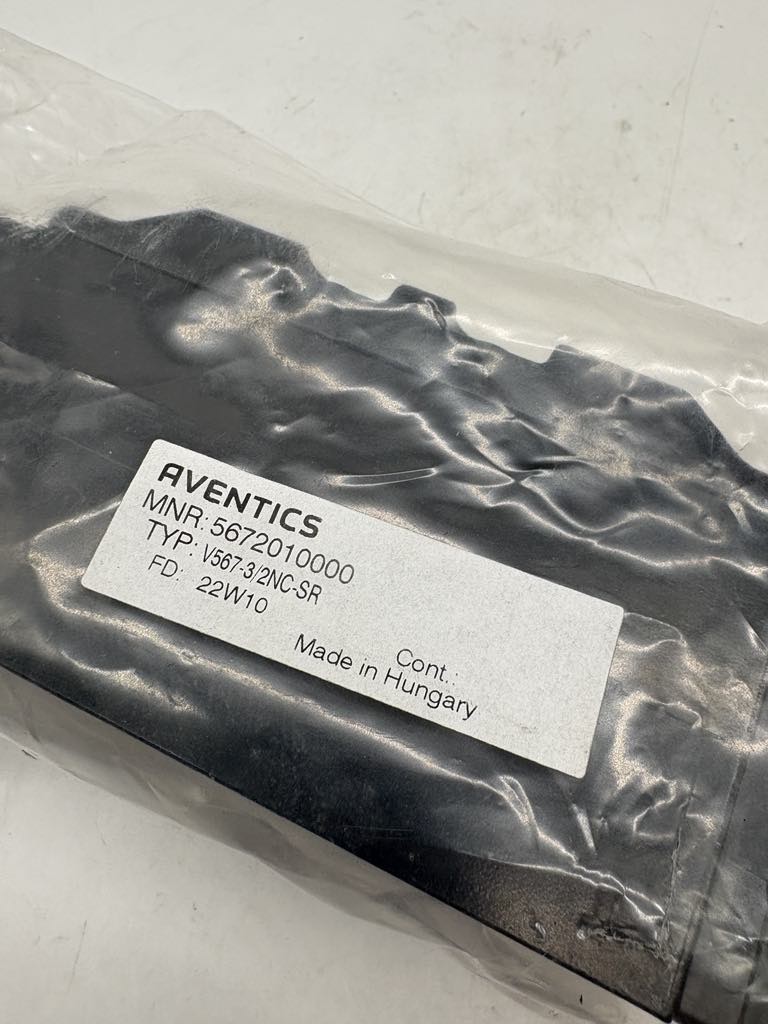 AVENTICS
MNR: 5672010000
TYP: V567-3/2NC-SR
FD: 22W10
Cont.:
Made in Hungary